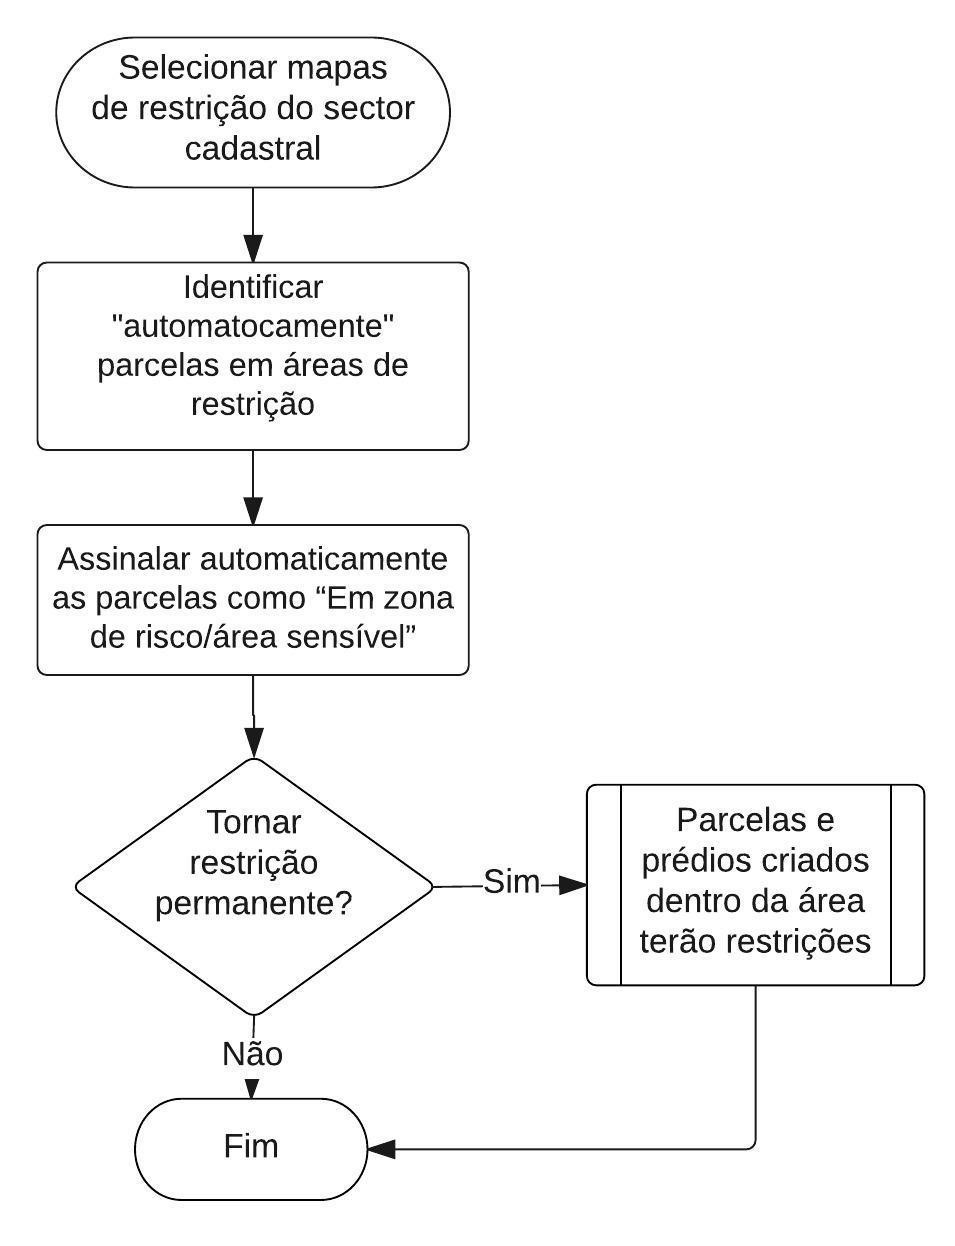 Selecionar mapas
de restrição do sector
cadastral
Identificar
"automatocamente"
parcelas em áreas de
restrição
Assinalar automaticamente
as parcelas como “Em zona
de risco/área sensível”
Tornar
restrição
permanente?
Sim
Parcelas e
prédios criados
dentro da área
terão restrições
Não
Fim